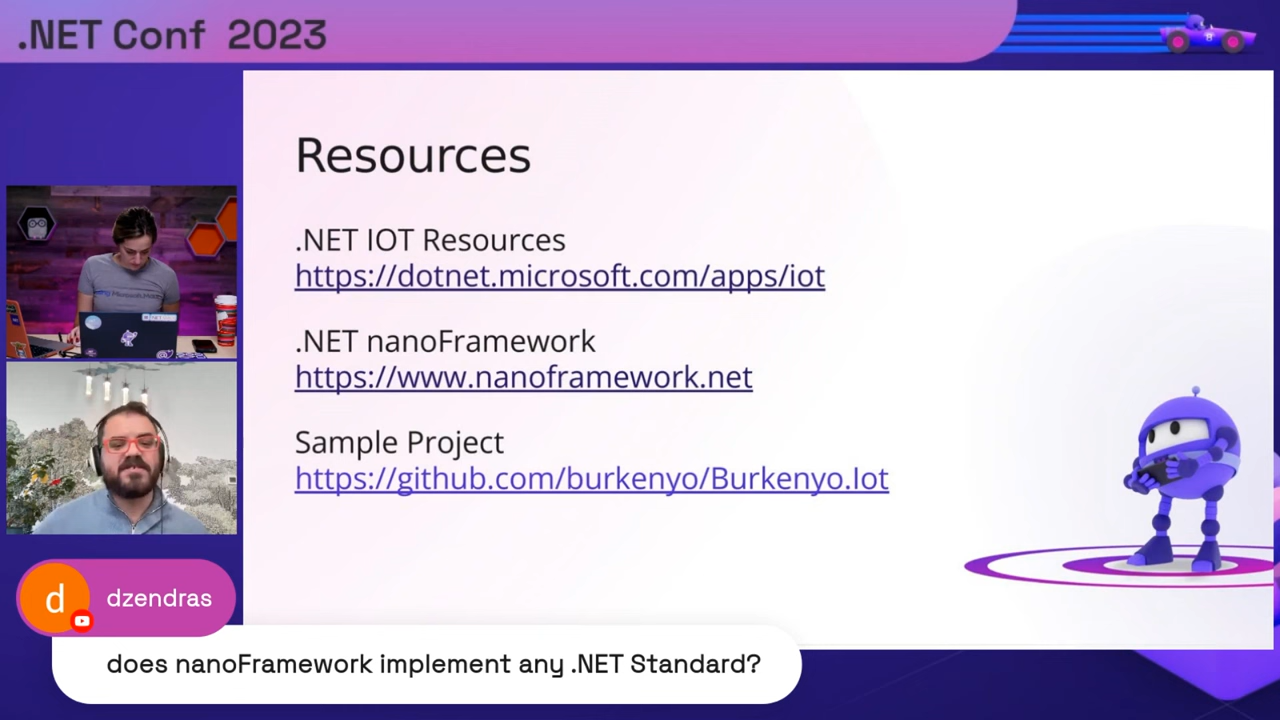 .NET Conf 2023
Resources
.NET IOT Resources
https://dotnet.microsoft.com/apps/iot
.NET nanoFramework
https://www.nanoframework.net
Sample Project
https://github.com/burkenyo/Burkenyo.Iot
d dzendras
does nanoFramework implement any .NET Standard?